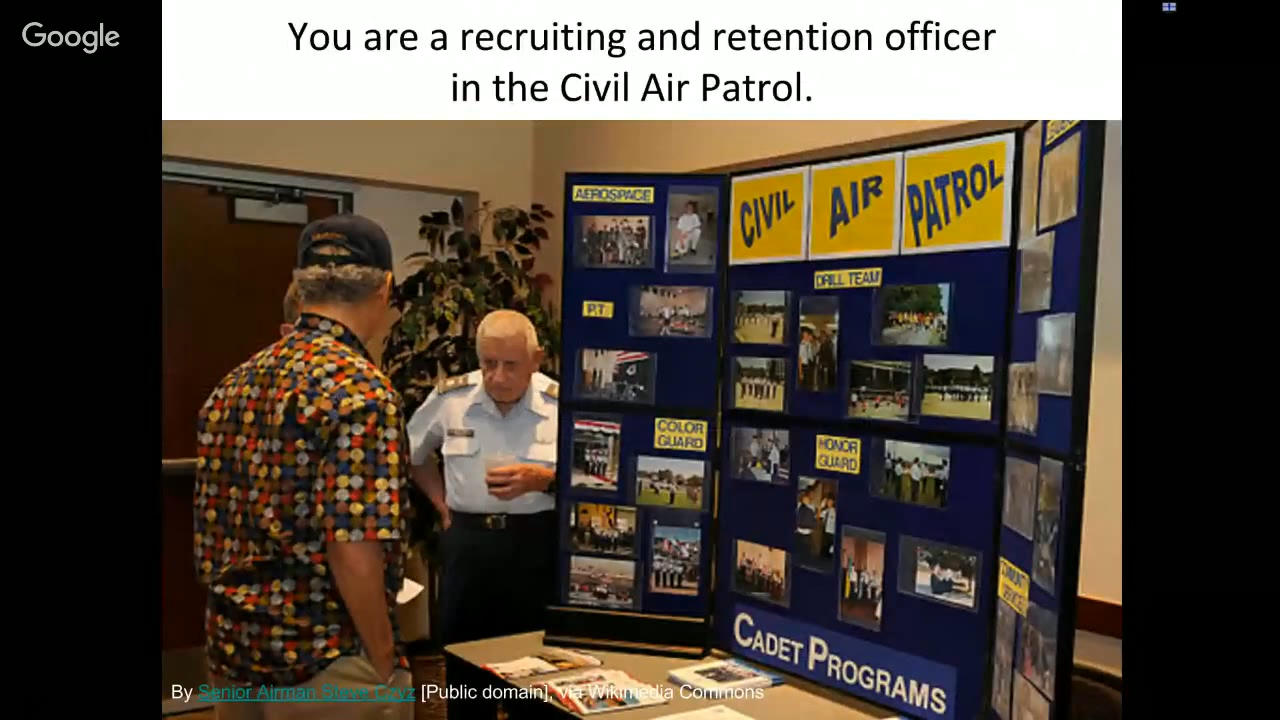 Google
You are a recruiting and retention officer
in the Civil Air Patrol.
AEROSPACE
CIVIL
AIR
PATROL
P.T.
DRILL TEAM
COLOR
GUARD
HONOR
GUARD
COMMUNITY
CADET PROGRAMS
By Senior Airman Steve Czyz [Public domain], via Wikimedia Commons